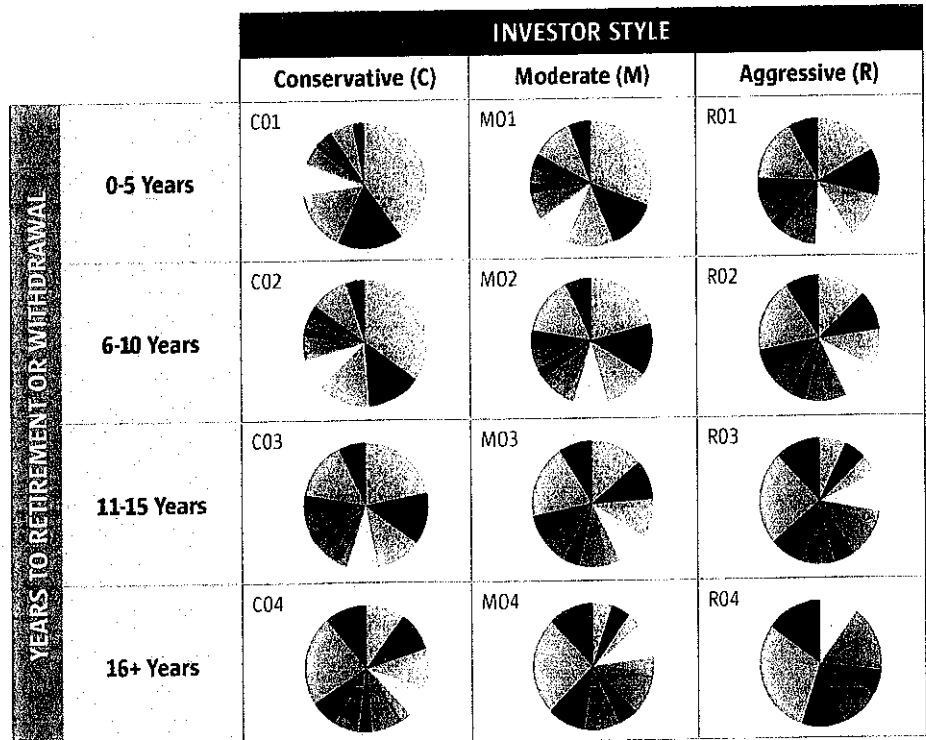 INVESTOR STYLE
Conservative (C)
Moderate (M)
Aggressive (R)
YEARS TO RETIREMENT OR WITHDRAWAL
0-5 Years
C01
M01
R01
6-10 Years
C02
M02
R02
11-15 Years
C03
M03
R03
16+ Years
C04
M04
R04